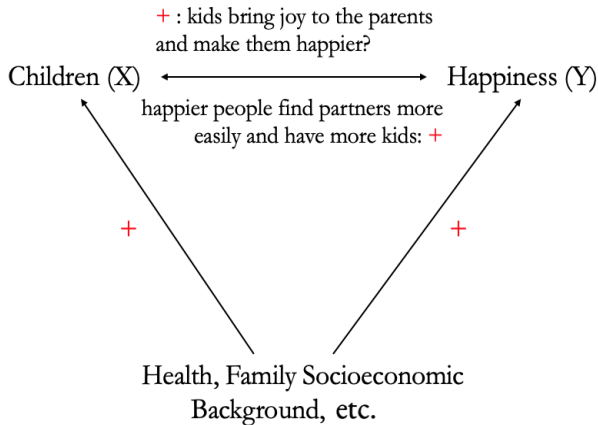 + : kids bring joy to the parents
and make them happier?
Children (X)
Happiness (Y)
happier people find partners more
easily and have more kids: +
+
+
Health, Family Socioeconomic
Background, etc.